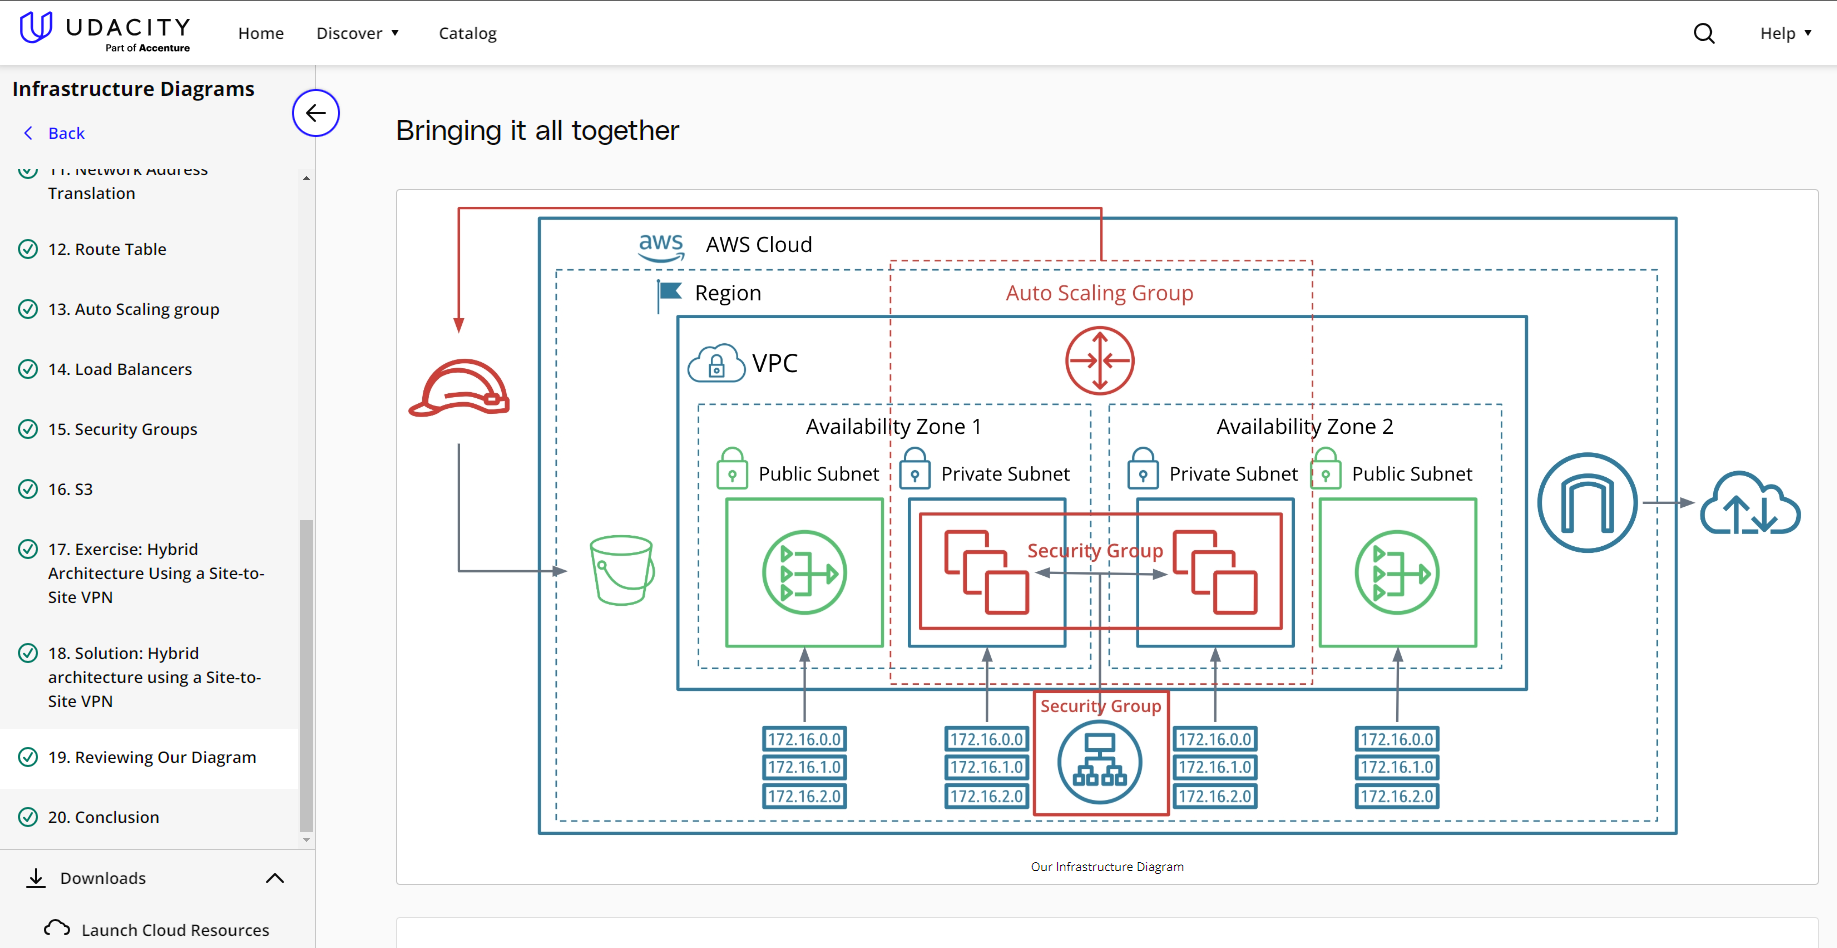 UDACITY
Part of Accenture
Home
Discover
Catalog
Help
Infrastructure Diagrams
Back
11. Network Address
Translation
12. Route Table
13. Auto Scaling group
14. Load Balancers
15. Security Groups
16. S3
17. Exercise: Hybrid
Architecture Using a Site-to-
Site VPN
18. Solution: Hybrid
architecture using a Site-to-
Site VPN
19. Reviewing Our Diagram
20. Conclusion
Downloads
Launch Cloud Resources
Bringing it all together
aws
AWS Cloud
Region
Auto Scaling Group
VPC
Availability Zone 1
Availability Zone 2
Public Subnet
Private Subnet
Private Subnet
Public Subnet
Security Group
Security Group
172.16.0.0
172.16.1.0
172.16.2.0
172.16.0.0
172.16.1.0
172.16.2.0
172.16.0.0
172.16.1.0
172.16.2.0
172.16.0.0
172.16.1.0
172.16.2.0
Our Infrastructure Diagram